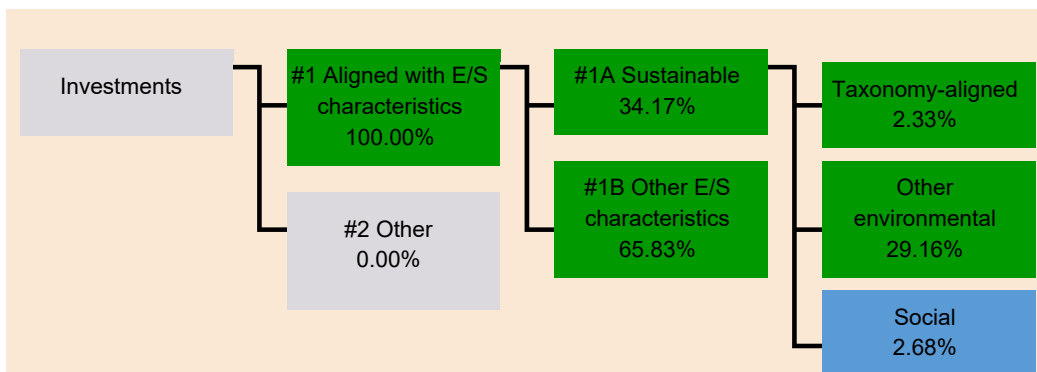 Investments
#1 Aligned with E/S
characteristics
100.00%
#2 Other
0.00%
#1A Sustainable
34.17%
#1B Other E/S
characteristics
65.83%
Taxonomy-aligned
2.33%
Other
environmental
29.16%
Social
2.68%